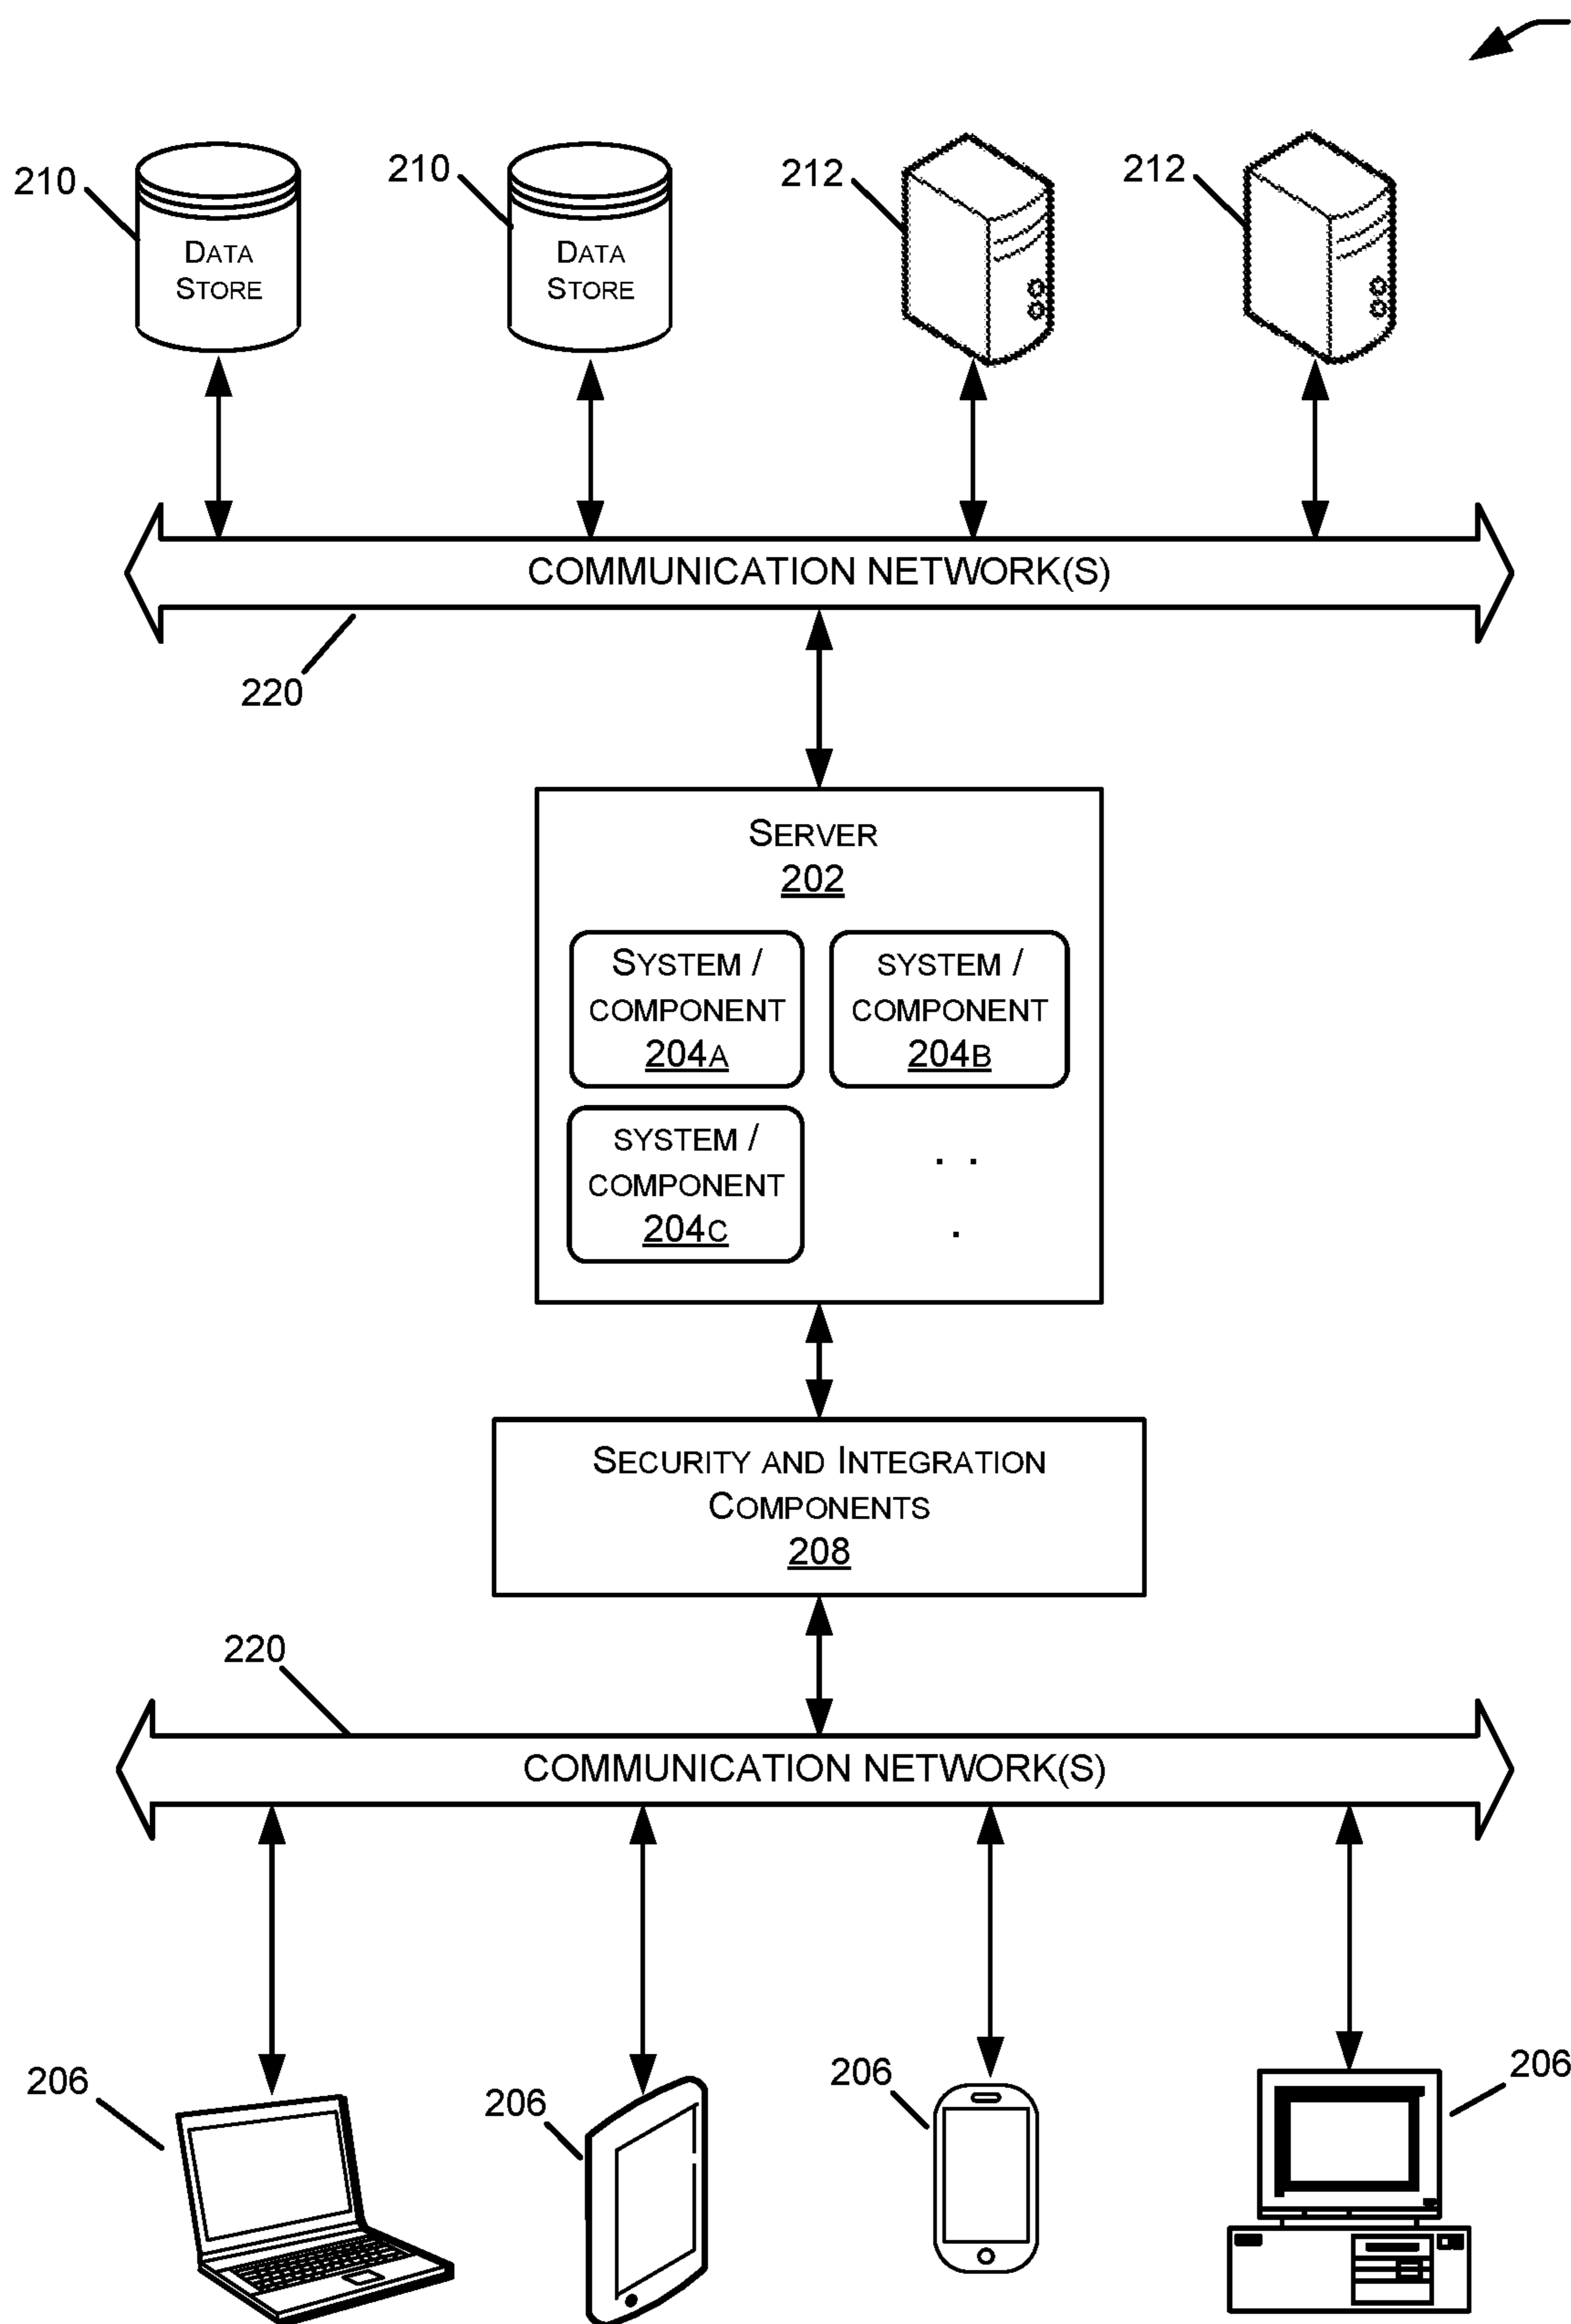 210
210
212
212
DATA
STORE
DATA
STORE
COMMUNICATION NETWORK(S)
220
SERVER
202
SYSTEM /
COMPONENT
204A
SYSTEM /
COMPONENT
204B
SYSTEM /
COMPONENT
204C
. .
.
SECURITY AND INTEGRATION
COMPONENTS
208
220
COMMUNICATION NETWORK(S)
206
206
206
206